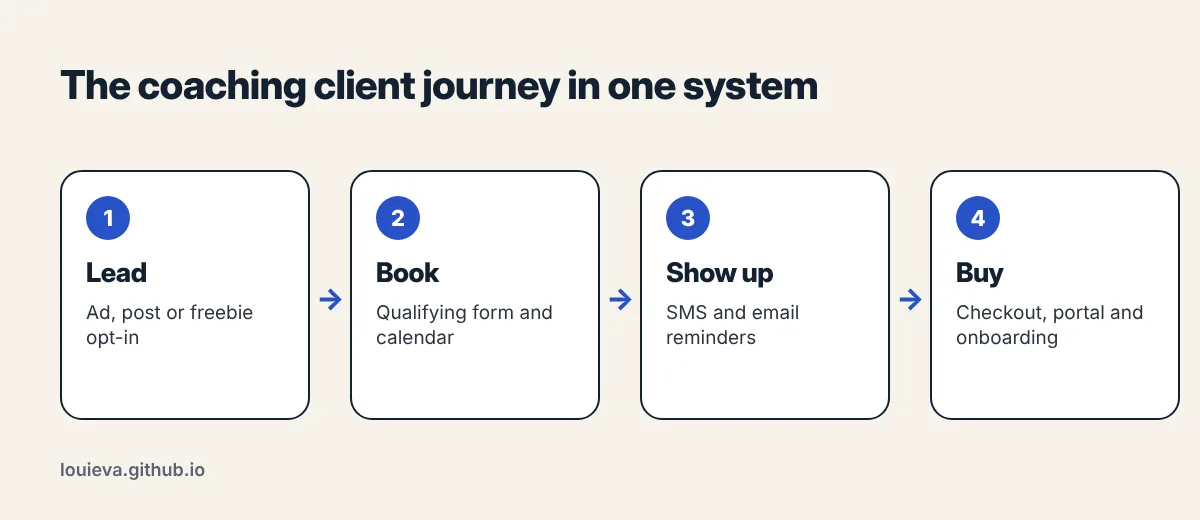 The coaching client journey in one system
1
Lead
Ad, post or freebie
opt-in
→
2
Book
Qualifying form and
calendar
→
3
Show up
SMS and email
reminders
→
4
Buy
Checkout, portal and
onboarding
louieva.github.io